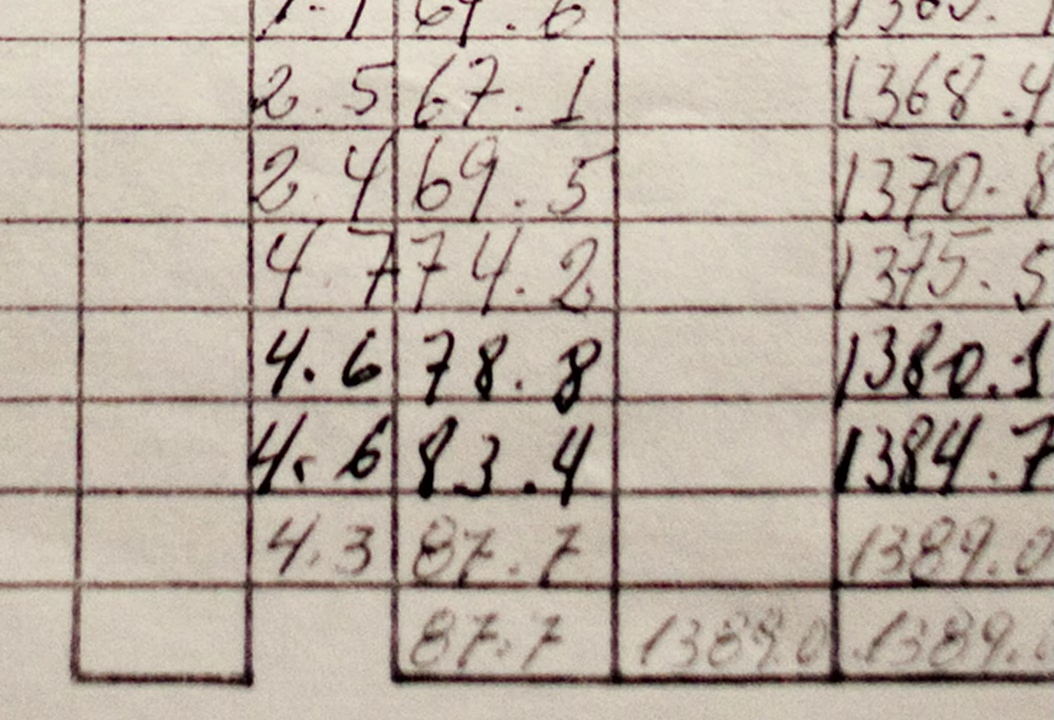 2.5 67.1 1368.4
2.4 69.5 1370.8
4.7 74.2 1375.5
4.6 78.8 1380.1
4.6 83.4 1384.7
4.3 87.7 1389.0
87.7 1389.0 1389.0